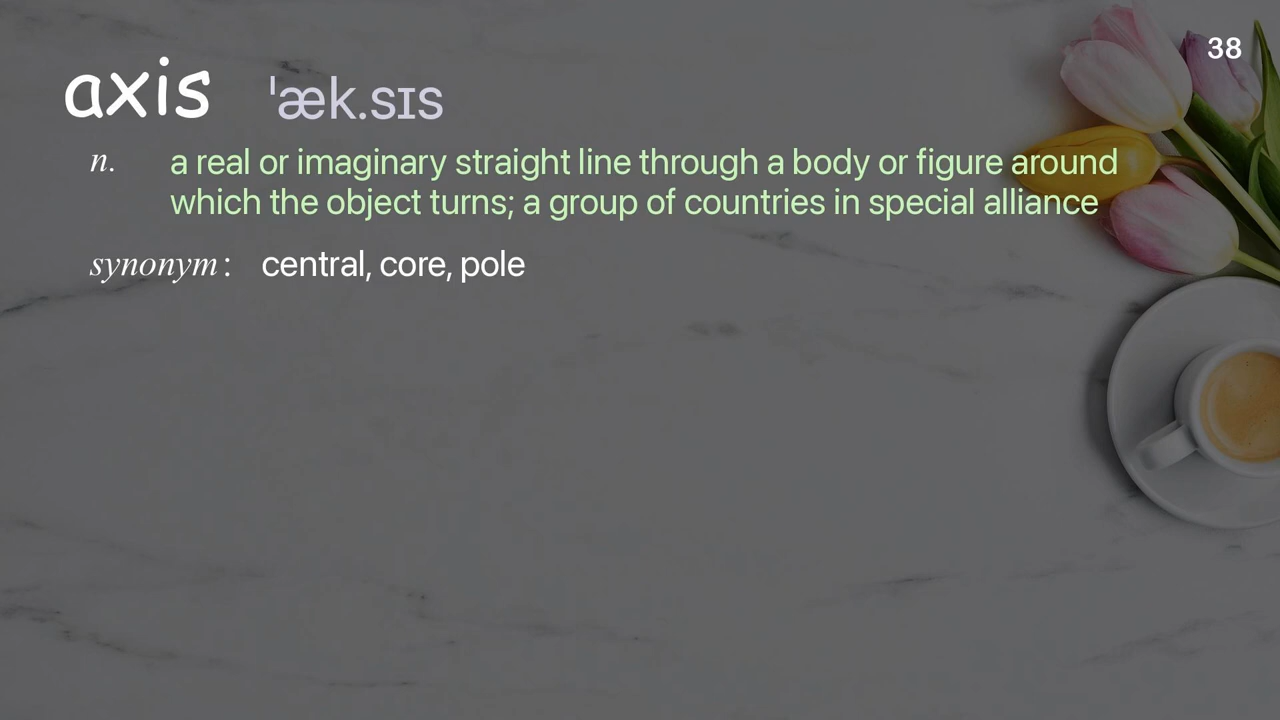 38
axis ˈæk.sɪs
n. a real or imaginary straight line through a body or figure around
which the object turns; a group of countries in special alliance
synonym : central, core, pole